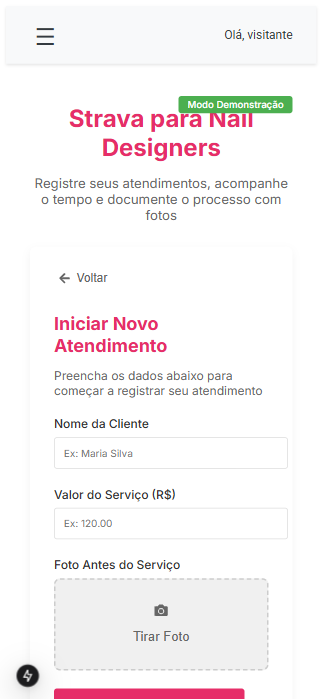 Olá, visitante
Modo Demonstração
Strava para Nail
Designers
Registre seus atendimentos, acompanhe
o tempo e documente o processo com
fotos
Voltar
Iniciar Novo
Atendimento
Preencha os dados abaixo para
começar a registrar seu atendimento
Nome da Cliente
Ex: Maria Silva
Valor do Serviço (R$)
Ex: 120.00
Foto Antes do Serviço
Tirar Foto